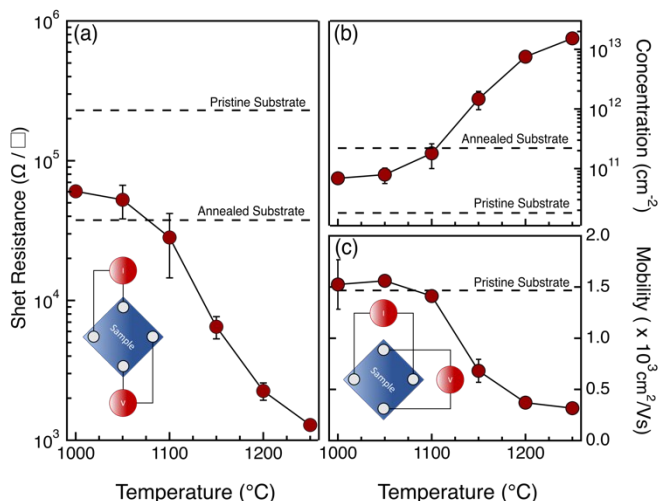 (a)
10⁶
10⁵
10⁴
10³
Shet Resistance (Ω / □)
Pristine Substrate
Annealed Substrate
I
Sample
V
1000
1100
1200
Temperature (°C)
(b)
10¹³
10¹²
10¹¹
Concentration (cm⁻²)
Annealed Substrate
Pristine Substrate
(c)
2.0
1.5
1.0
0.5
0.0
Mobility ( × 10³ cm²/Vs)
Pristine Substrate
I
Sample
V
1000
1100
1200
Temperature (°C)